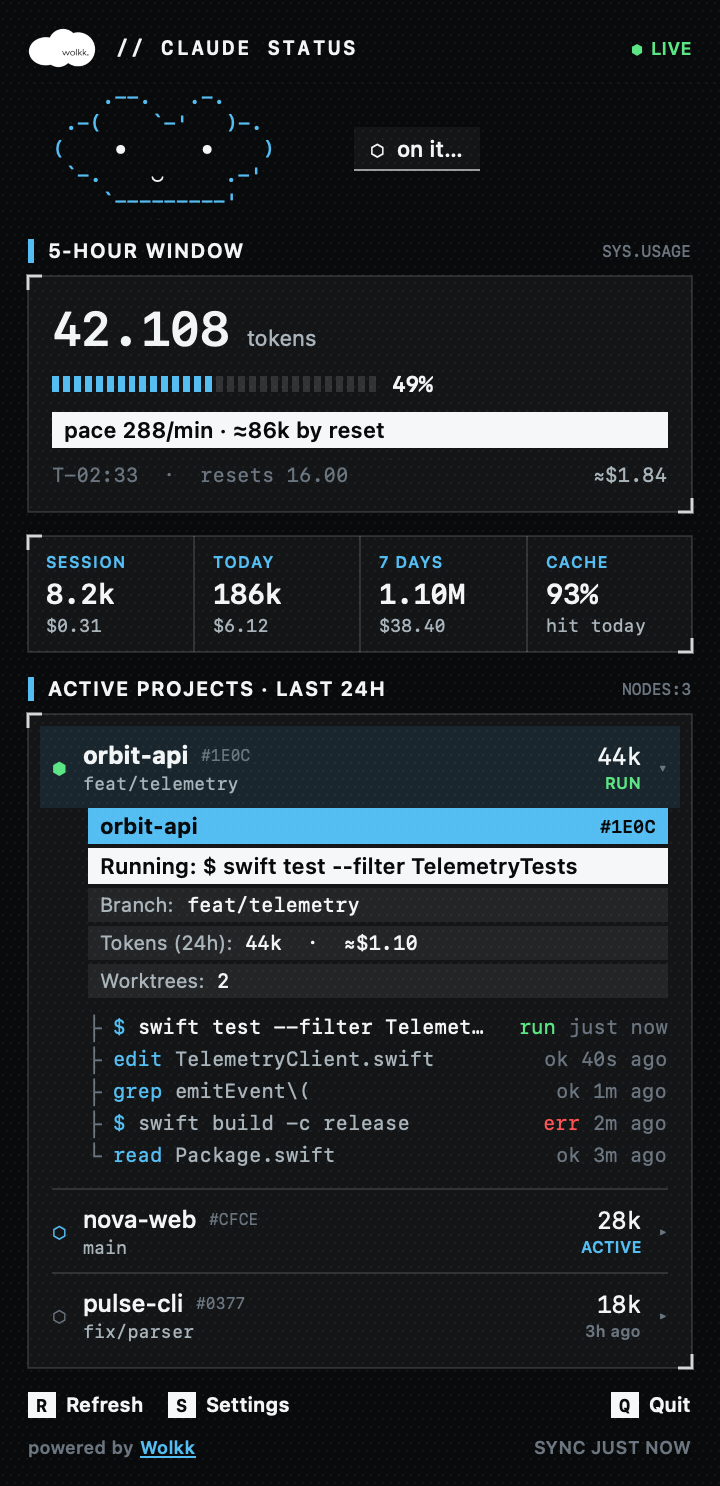 wolkk. // CLAUDE STATUS LIVE
on it...
5-HOUR WINDOW SYS.USAGE
42.108 tokens
49%
pace 288/min · ≈86k by reset
T−02:33 · resets 16.00 ≈$1.84
SESSION TODAY 7 DAYS CACHE
8.2k 186k 1.10M 93%
$0.31 $6.12 $38.40 hit today
ACTIVE PROJECTS · LAST 24H NODES:3
orbit-api #1E0C 44k
feat/telemetry RUN
orbit-api #1E0C
Running: $ swift test --filter TelemetryTests
Branch: feat/telemetry
Tokens (24h): 44k · ≈$1.10
Worktrees: 2
$ swift test --filter Telemet… run just now
edit TelemetryClient.swift ok 40s ago
grep emitEvent\( ok 1m ago
$ swift build -c release err 2m ago
read Package.swift ok 3m ago
nova-web #CFCE 28k
main ACTIVE
pulse-cli #0377 18k
fix/parser 3h ago
R Refresh S Settings Q Quit
powered by Wolkk SYNC JUST NOW